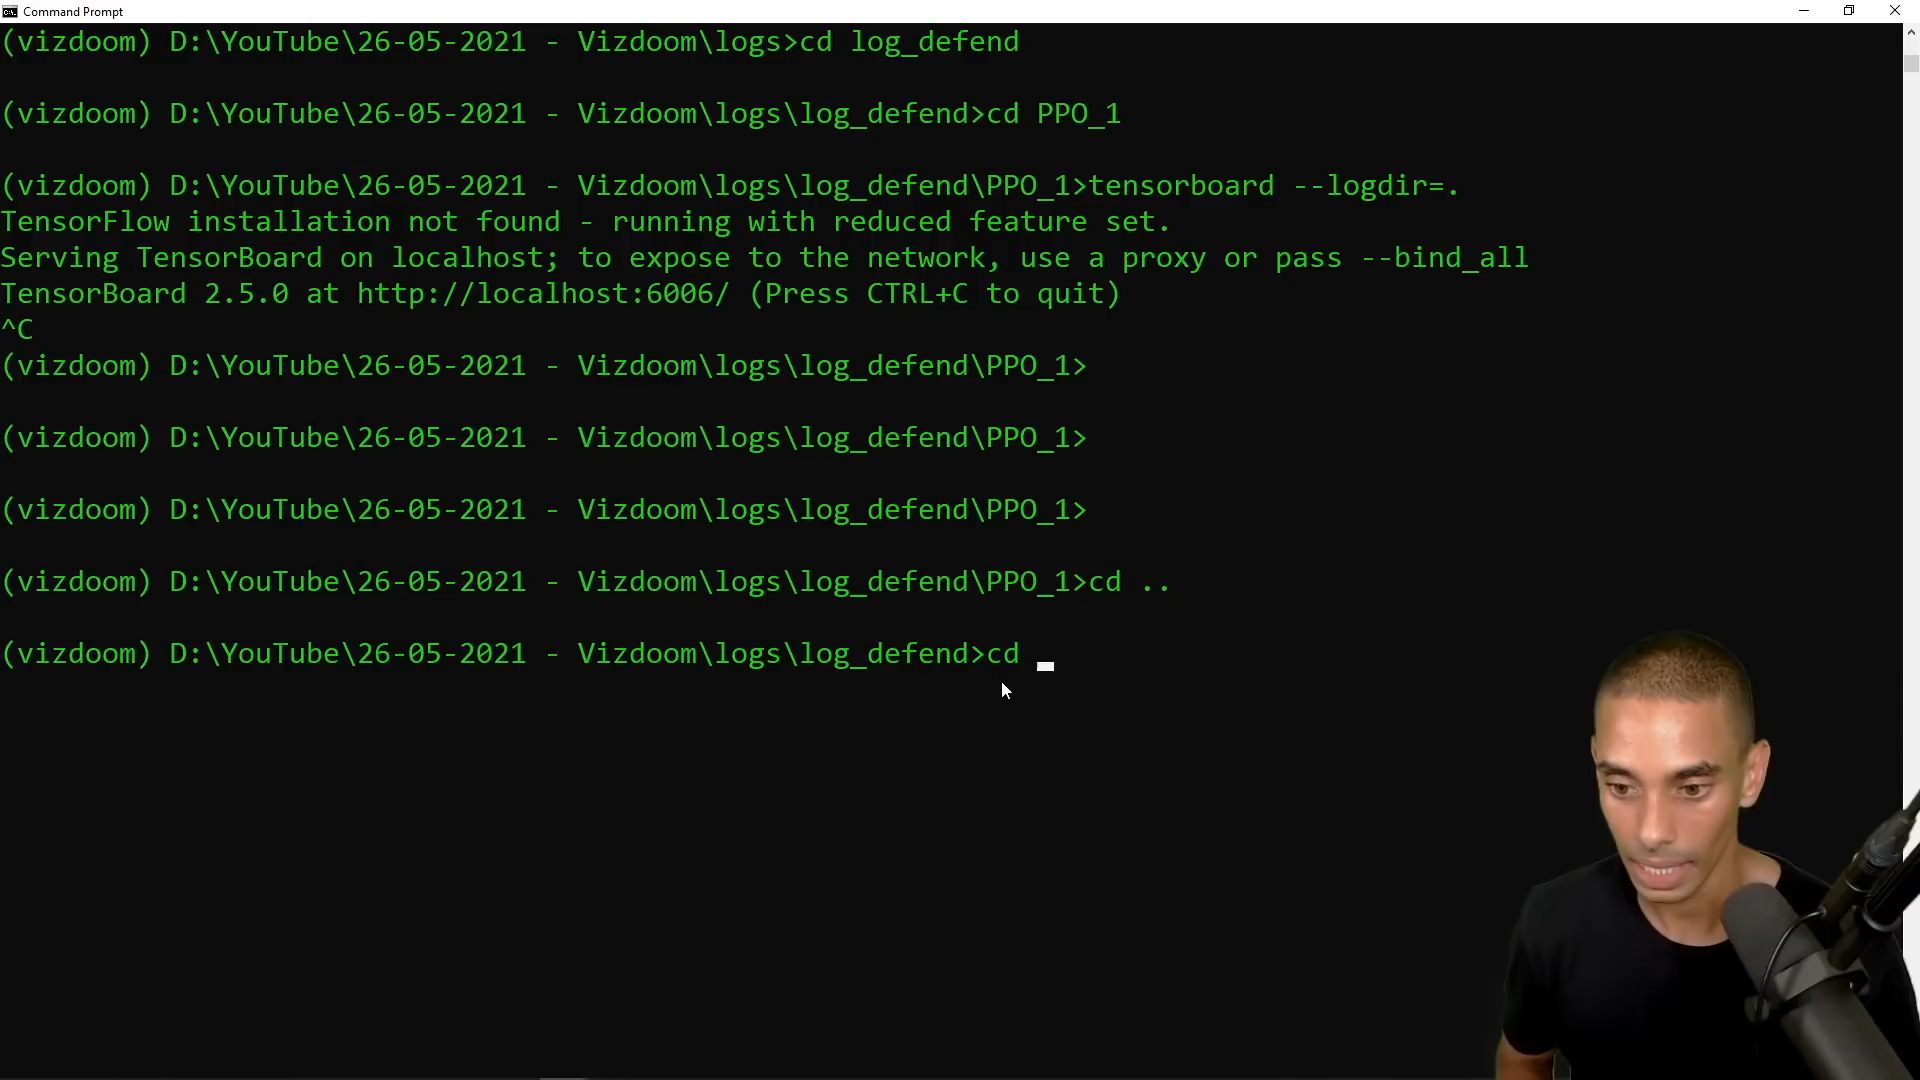 Command Prompt
(vizdoom) D:\YouTube\26-05-2021 - Vizdoom\logs>cd log_defend
(vizdoom) D:\YouTube\26-05-2021 - Vizdoom\logs\log_defend>cd PPO_1
(vizdoom) D:\YouTube\26-05-2021 - Vizdoom\logs\log_defend\PPO_1>tensorboard --logdir=.
TensorFlow installation not found - running with reduced feature set.
Serving TensorBoard on localhost; to expose to the network, use a proxy or pass --bind_all
TensorBoard 2.5.0 at http://localhost:6006/ (Press CTRL+C to quit)
^C
(vizdoom) D:\YouTube\26-05-2021 - Vizdoom\logs\log_defend\PPO_1>
(vizdoom) D:\YouTube\26-05-2021 - Vizdoom\logs\log_defend\PPO_1>
(vizdoom) D:\YouTube\26-05-2021 - Vizdoom\logs\log_defend\PPO_1>
(vizdoom) D:\YouTube\26-05-2021 - Vizdoom\logs\log_defend\PPO_1>cd ..
(vizdoom) D:\YouTube\26-05-2021 - Vizdoom\logs\log_defend>cd